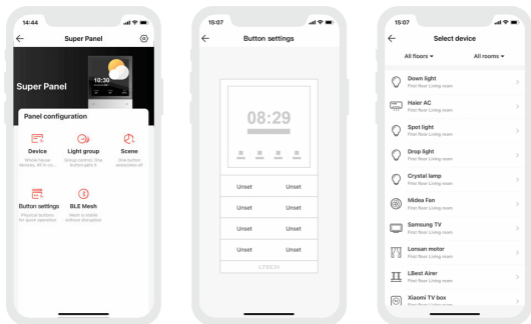 14:44
Super Panel
Super Panel
10:30
Panel configuration
Device
Light group
Scene
Whole house
devices, All in on...
Group control, One
button gets it
One button
executes all
Button settings
BLE Mesh
Physical buttons
for quick operation
Mesh is stable
without disruption
15:07
Button settings
08:29
Unset
Unset
Unset
Unset
Unset
Unset
Unset
Unset
LTECH
15:07
Select device
All floors
All rooms
Down light
First floor Living room
Haier AC
First floor Living room
Spot light
First floor Living room
Drop light
First floor Living room
Crystal lamp
First floor Living room
Midea Fan
First floor Living room
Samsung TV
First floor Living room
Lonsan motor
First floor Living room
LBest Airer
First floor Living room
Xiaomi TV box
First floor Living room